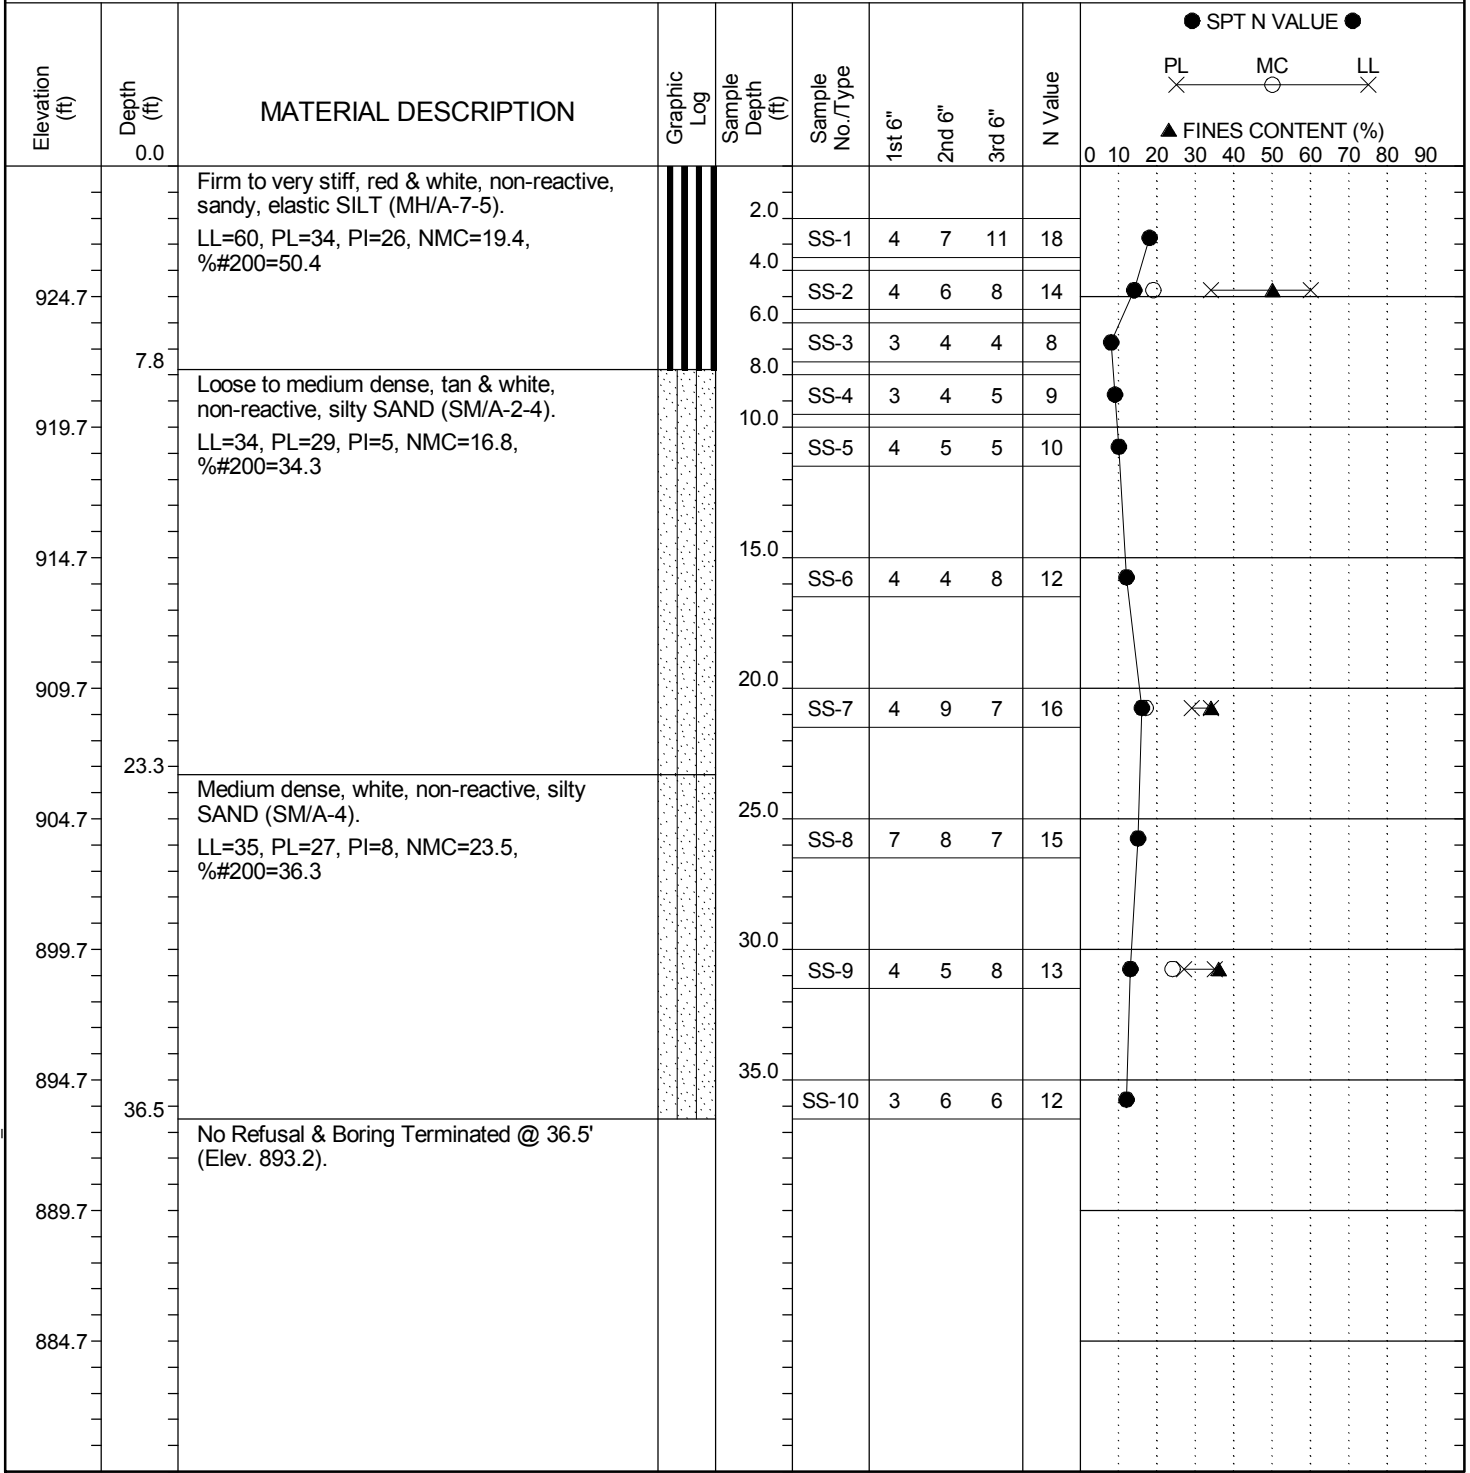 Elevation
(ft)
Depth
(ft)
0.0
MATERIAL DESCRIPTION
Graphic
Log
Sample
Depth
(ft)
Sample
No./Type
1st 6"
2nd 6"
3rd 6"
N Value
● SPT N VALUE ●
PL MC LL
▲ FINES CONTENT (%)
0 10 20 30 40 50 60 70 80 90
Firm to very stiff, red & white, non-reactive,
sandy, elastic SILT (MH/A-7-5).
LL=60, PL=34, PI=26, NMC=19.4,
%#200=50.4
2.0
SS-1 4 7 11 18
4.0
924.7
SS-2 4 6 8 14
6.0
SS-3 3 4 4 8
7.8
8.0
Loose to medium dense, tan & white,
non-reactive, silty SAND (SM/A-2-4).
LL=34, PL=29, PI=5, NMC=16.8,
%#200=34.3
SS-4 3 4 5 9
919.7
10.0
SS-5 4 5 5 10
914.7
15.0
SS-6 4 4 8 12
909.7
20.0
SS-7 4 9 7 16
23.3
Medium dense, white, non-reactive, silty
SAND (SM/A-4).
LL=35, PL=27, PI=8, NMC=23.5,
%#200=36.3
904.7
25.0
SS-8 7 8 7 15
899.7
30.0
SS-9 4 5 8 13
894.7
35.0
SS-10 3 6 6 12
36.5
No Refusal & Boring Terminated @ 36.5'
(Elev. 893.2).
889.7
884.7